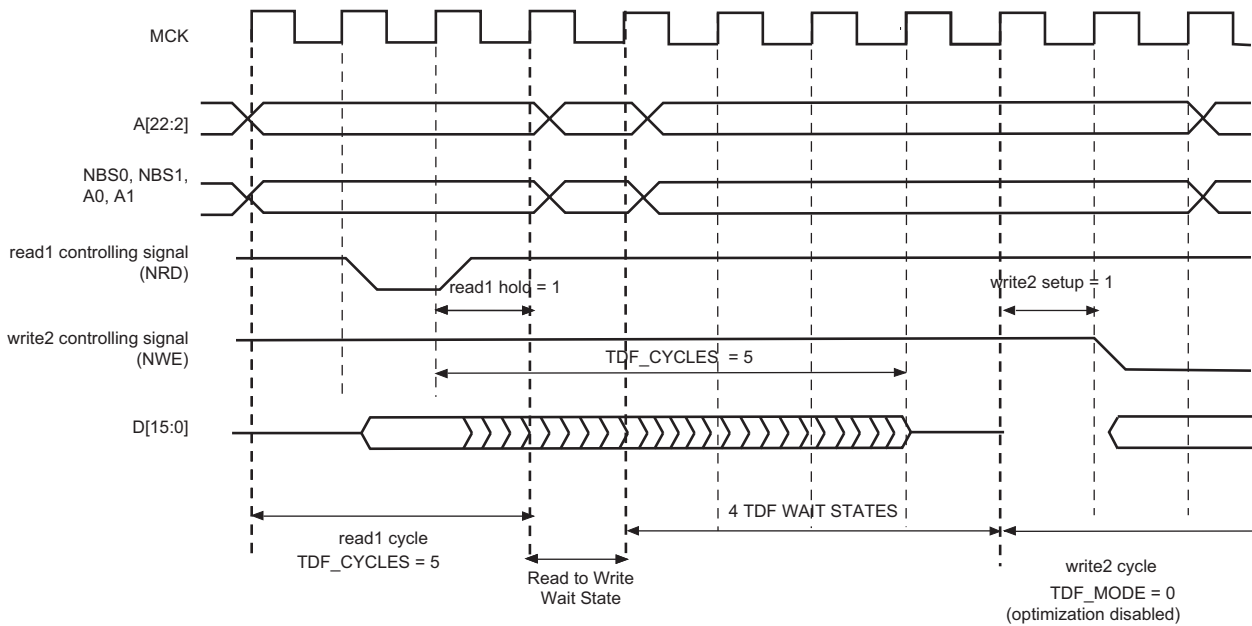 MCK
A[22:2]
NBS0, NBS1,
A0, A1
read1 controlling signal
(NRD)
read1 hold = 1
write2 setup = 1
write2 controlling signal
(NWE)
TDF_CYCLES = 5
D[15:0]
4 TDF WAIT STATES
read1 cycle
TDF_CYCLES = 5
Read to Write
Wait State
write2 cycle
TDF_MODE = 0
(optimization disabled)